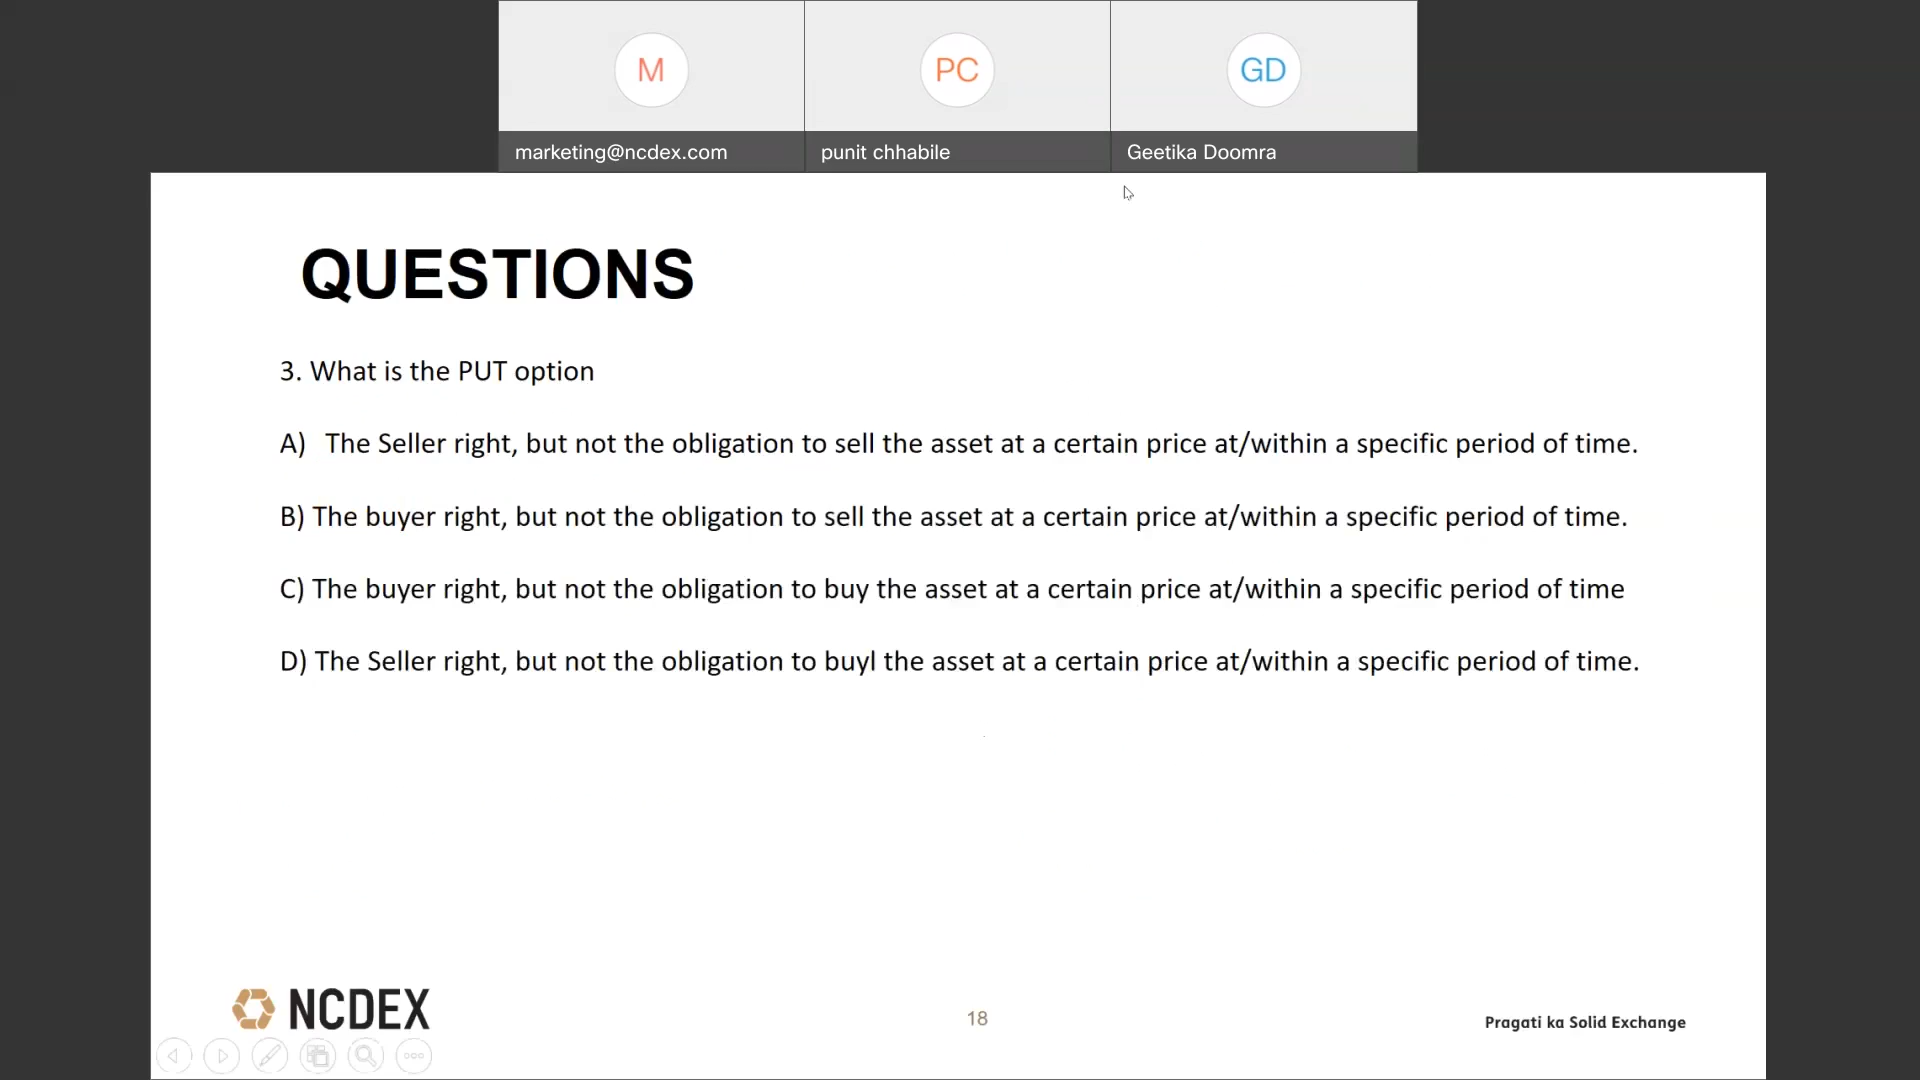 M
PC
GD
marketing@ncdex.com
punit chhabile
Geetika Doomra
QUESTIONS
3. What is the PUT option
A) The Seller right, but not the obligation to sell the asset at a certain price at/within a specific period of time.
B) The buyer right, but not the obligation to sell the asset at a certain price at/within a specific period of time.
C) The buyer right, but not the obligation to buy the asset at a certain price at/within a specific period of time
D) The Seller right, but not the obligation to buyl the asset at a certain price at/within a specific period of time.
NCDEX
18
Pragati ka Solid Exchange